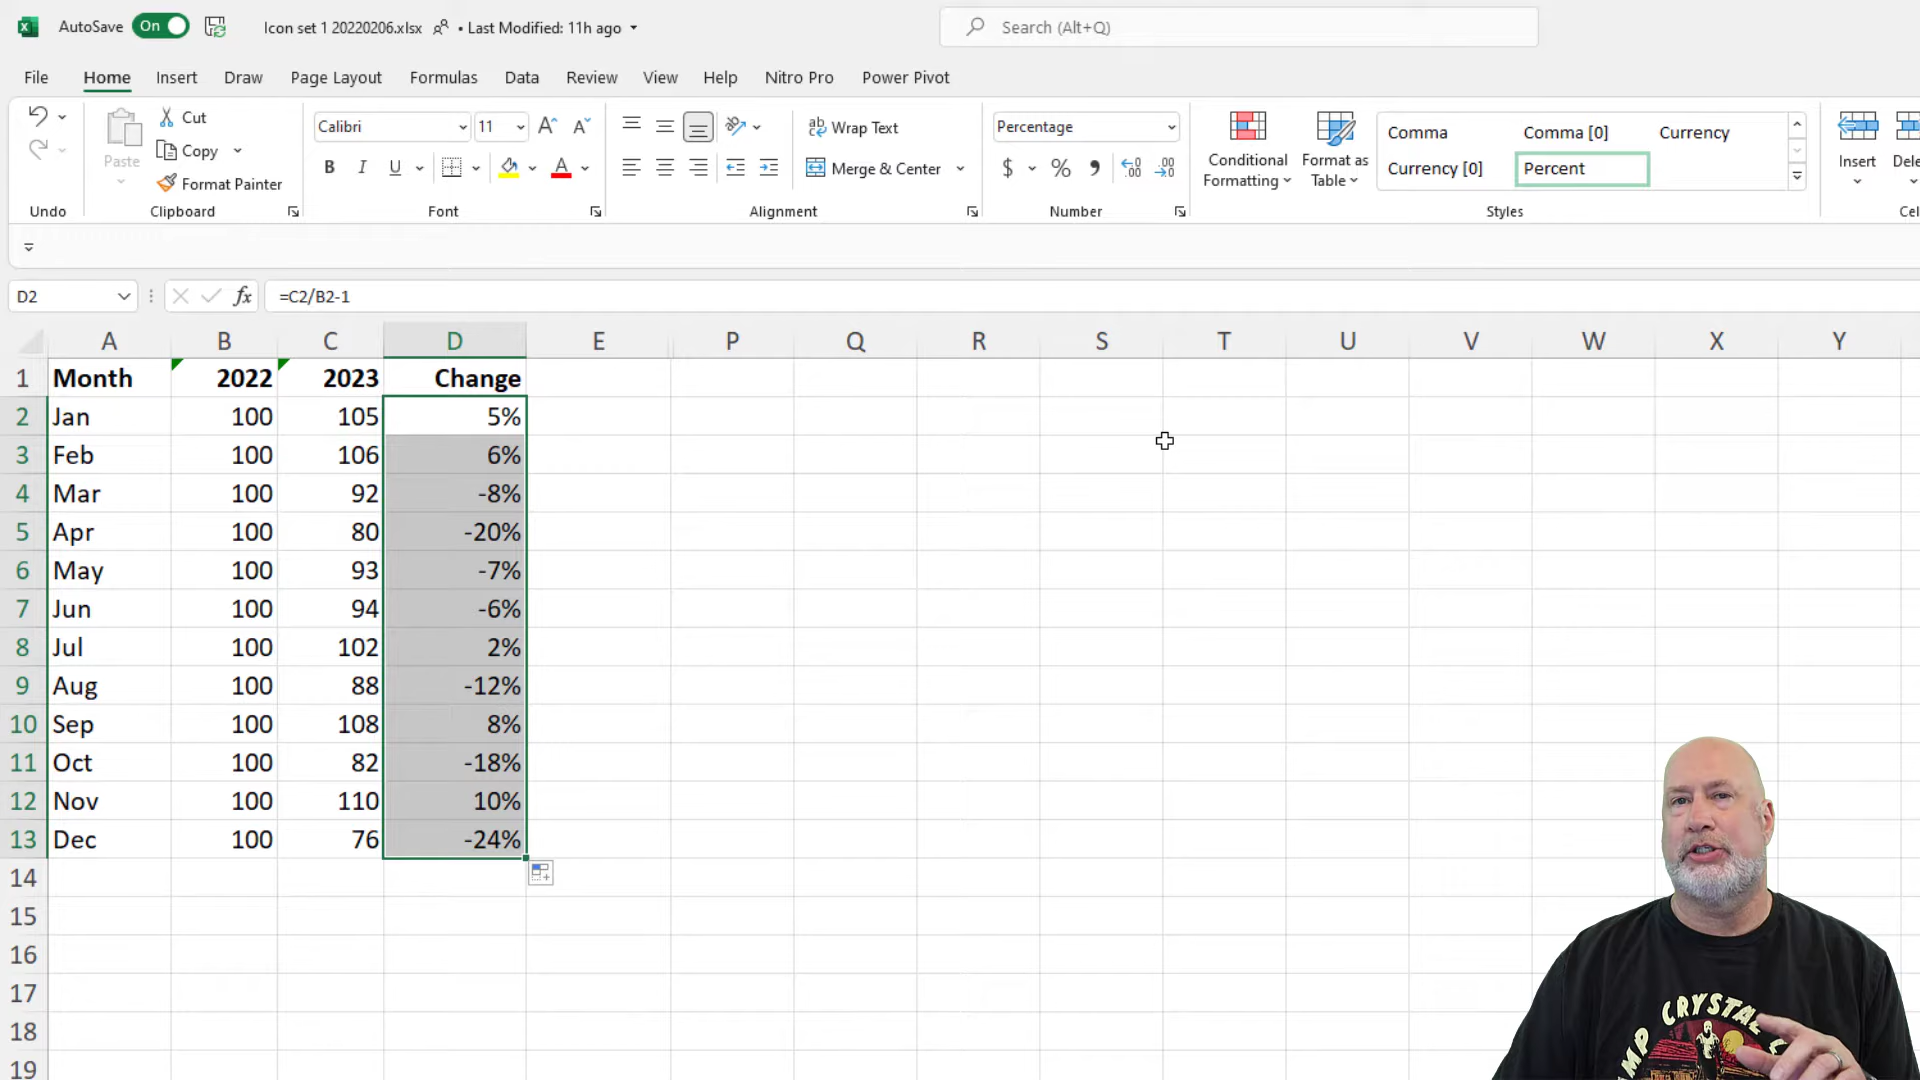 AutoSave On Icon set 1 20220206.xlsx • Last Modified: 11h ago Search (Alt+Q)
File Home Insert Draw Page Layout Formulas Data Review View Help Nitro Pro Power Pivot
Cut Calibri 11 Wrap Text Percentage Comma Comma [0] Currency
Paste Copy Conditional Formatting Format as Table Insert
B I U Merge & Center $ % Currency [0] Percent
Format Painter
Undo Clipboard Font Alignment Number Styles
D2 fx =C2/B2-1
A B C D E P Q R S T U V W X Y
1 Month 2022 2023 Change
2 Jan 100 105 5%
3 Feb 100 106 6%
4 Mar 100 92 -8%
5 Apr 100 80 -20%
6 May 100 93 -7%
7 Jun 100 94 -6%
8 Jul 100 102 2%
9 Aug 100 88 -12%
10 Sep 100 108 8%
11 Oct 100 82 -18%
12 Nov 100 110 10%
13 Dec 100 76 -24%
14
15
16
17
18
19
CRYSTAL